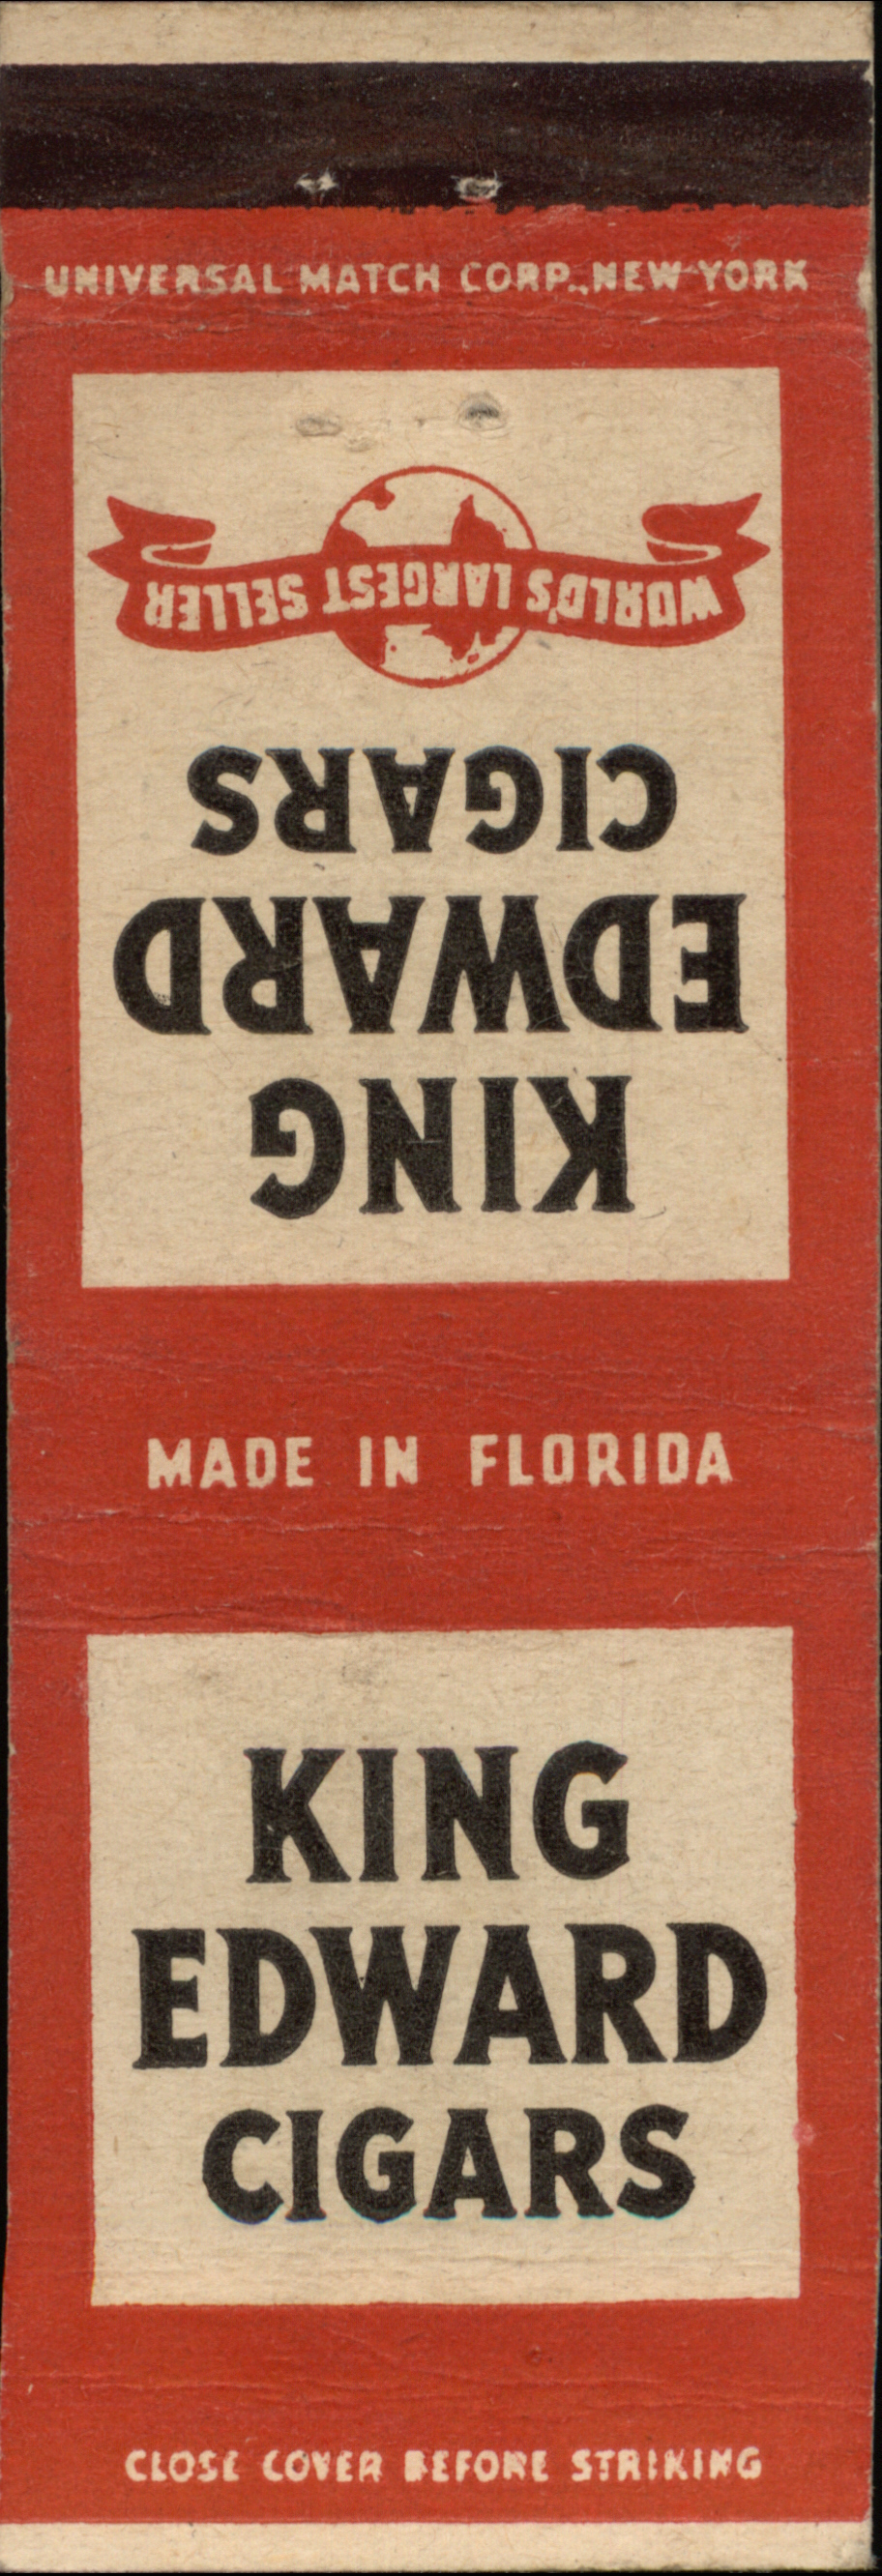 UNIVERSAL MATCH CORP., NEW YORK
KING
EDWARD
CIGARS
WORLD'S LARGEST SELLER
MADE IN FLORIDA
KING
EDWARD
CIGARS
CLOSE COVER BEFORE STRIKING